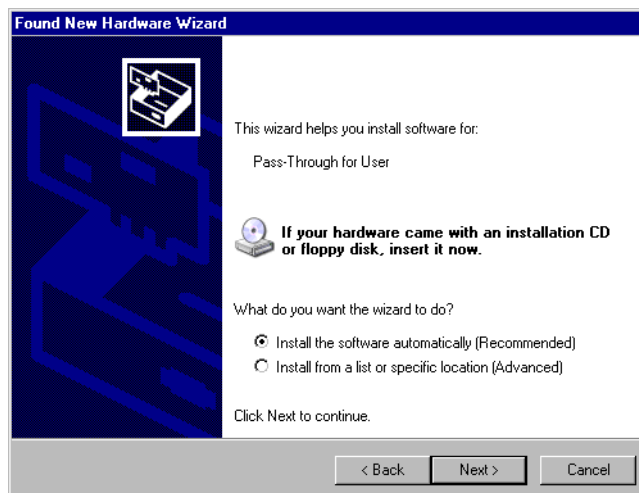 Found New Hardware Wizard
This wizard helps you install software for:
Pass-Through for User
If your hardware came with an installation CD
or floppy disk, insert it now.
What do you want the wizard to do?
Install the software automatically (Recommended)
Install from a list or specific location (Advanced)
Click Next to continue.
< Back
Next >
Cancel